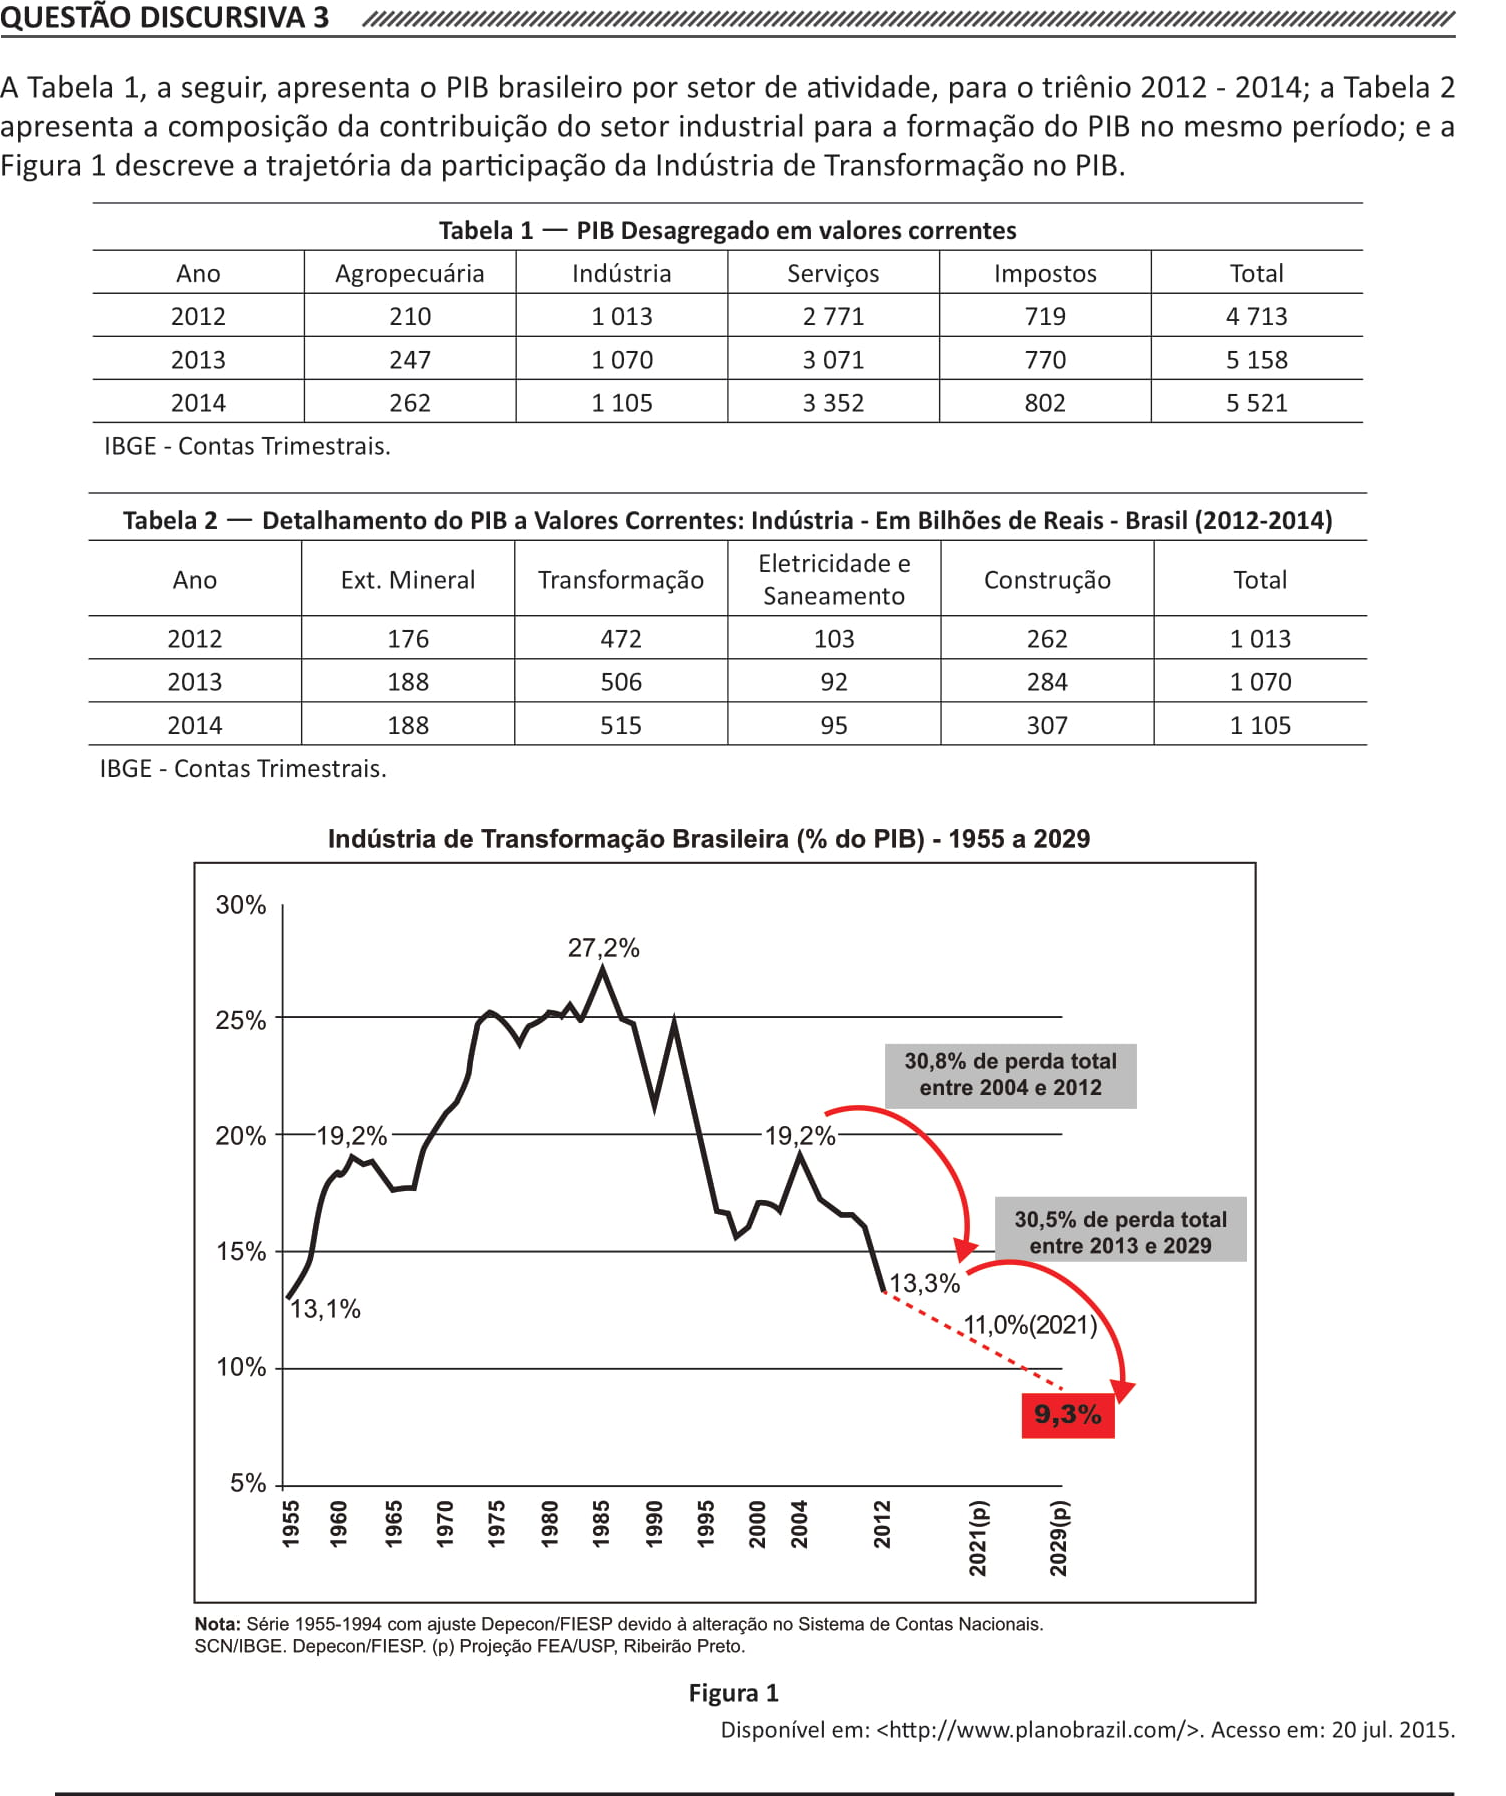 QUESTÃO DISCURSIVA 3
A Tabela 1, a seguir, apresenta o PIB brasileiro por setor de atividade, para o triênio 2012 - 2014; a Tabela 2
apresenta a composição da contribuição do setor industrial para a formação do PIB no mesmo período; e a
Figura 1 descreve a trajetória da participação da Indústria de Transformação no PIB.
Tabela 1 — PIB Desagregado em valores correntes
Ano Agropecuária Indústria Serviços Impostos Total
2012 210 1 013 2 771 719 4 713
2013 247 1 070 3 071 770 5 158
2014 262 1 105 3 352 802 5 521
IBGE - Contas Trimestrais.
Tabela 2 — Detalhamento do PIB a Valores Correntes: Indústria - Em Bilhões de Reais - Brasil (2012-2014)
Ano Ext. Mineral Transformação Eletricidade e Saneamento Construção Total
2012 176 472 103 262 1 013
2013 188 506 92 284 1 070
2014 188 515 95 307 1 105
IBGE - Contas Trimestrais.
Indústria de Transformação Brasileira (% do PIB) - 1955 a 2029
30%
27,2%
25%
30,8% de perda total
entre 2004 e 2012
20% 19,2% 19,2%
30,5% de perda total
entre 2013 e 2029
15%
13,3%
13,1%
11,0%(2021)
10%
9,3%
5%
1955 1960 1965 1970 1975 1980 1985 1990 1995 2000 2004 2012 2021(p) 2029(p)
Nota: Série 1955-1994 com ajuste Depecon/FIESP devido à alteração no Sistema de Contas Nacionais.
SCN/IBGE. Depecon/FIESP. (p) Projeção FEA/USP, Ribeirão Preto.
Figura 1
Disponível em: <http://www.planobrazil.com/>. Acesso em: 20 jul. 2015.